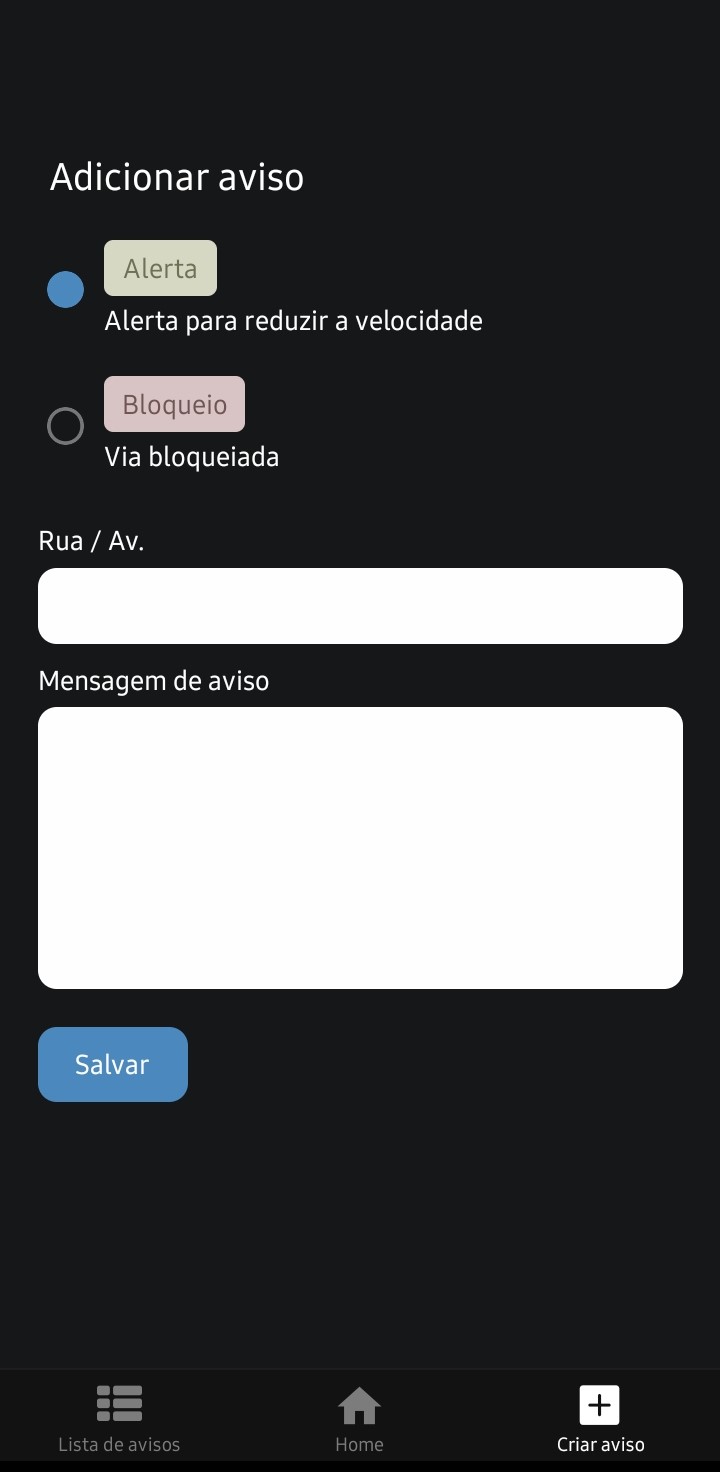 Adicionar aviso
Alerta
Alerta para reduzir a velocidade
Bloqueio
Via bloqueiada
Rua / Av.
Mensagem de aviso
Salvar
Lista de avisos
Home
Criar aviso